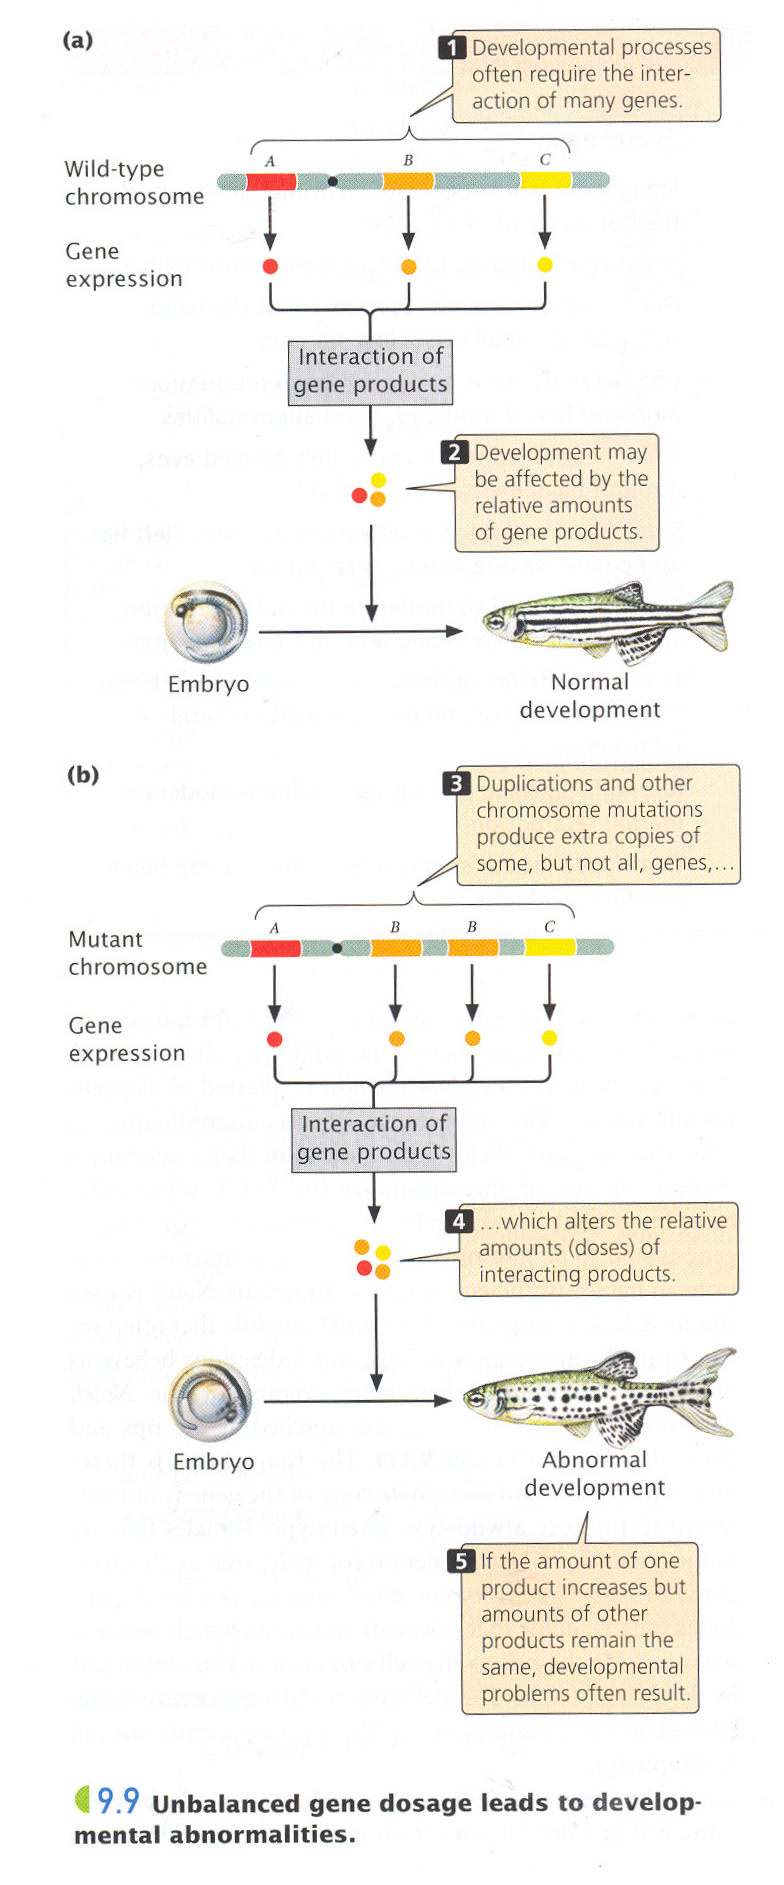 (a)
1 Developmental processes
often require the inter-
action of many genes.
A B C
Wild-type
chromosome
Gene
expression
Interaction of
gene products
2 Development may
be affected by the
relative amounts
of gene products.
Embryo
Normal
development
(b)
3 Duplications and other
chromosome mutations
produce extra copies of
some, but not all, genes,...
A B B C
Mutant
chromosome
Gene
expression
Interaction of
gene products
4 ...which alters the relative
amounts (doses) of
interacting products.
Embryo
Abnormal
development
5 If the amount of one
product increases but
amounts of other
products remain the
same, developmental
problems often result.
9.9 Unbalanced gene dosage leads to develop-
mental abnormalities.